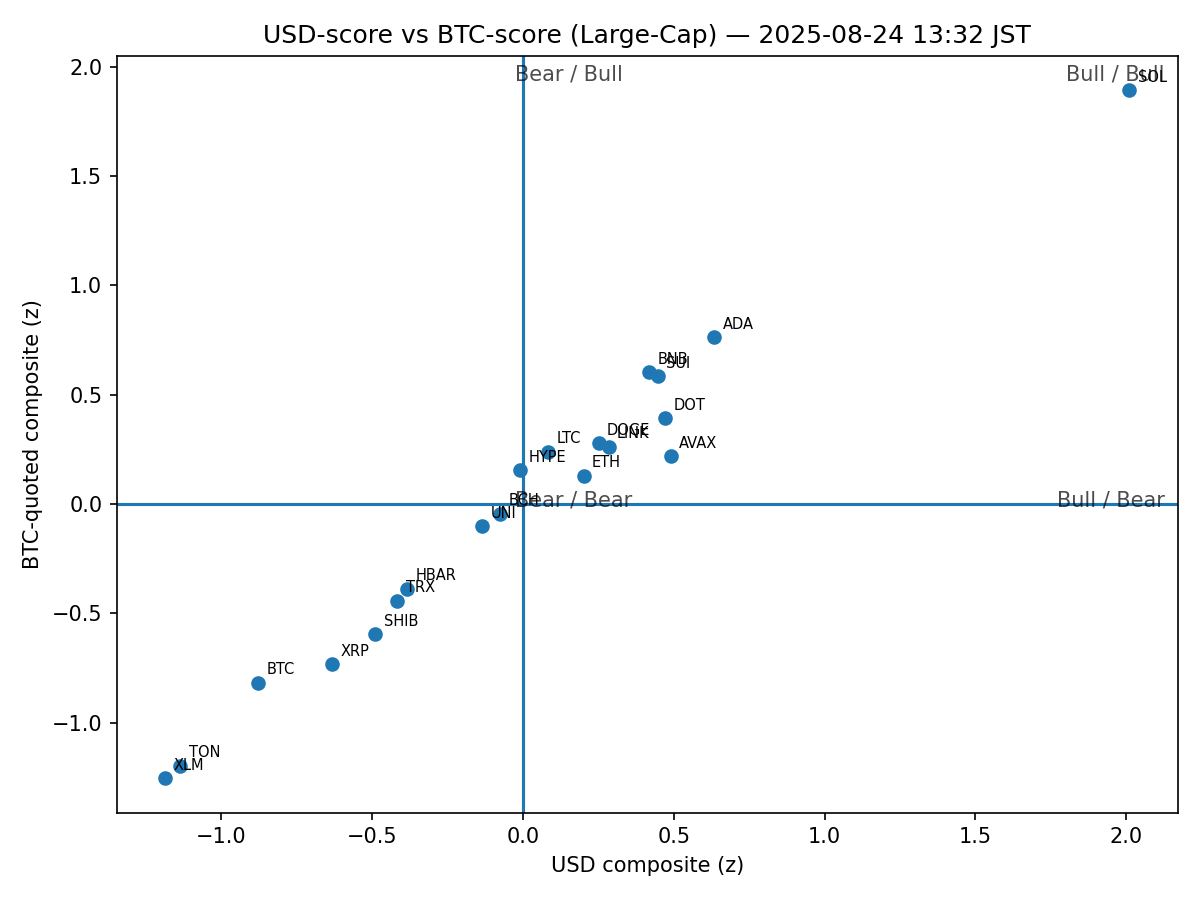 USD-score vs BTC-score (Large-Cap) — 2025-08-24 13:32 JST
2.0
Bear / Bull
Bull / Bull
SOL
1.5
1.0
ADA
BNB
SUI
0.5
DOT
DOGE
LINK
AVAX
LTC
HYPE
ETH
0.0
BCH
Bear / Bear
Bull / Bear
UNI
HBAR
TRX
−0.5
SHIB
XRP
BTC
−1.0
TON
XLM
−1.0
−0.5
0.0
0.5
1.0
1.5
2.0
USD composite (z)
BTC-quoted composite (z)